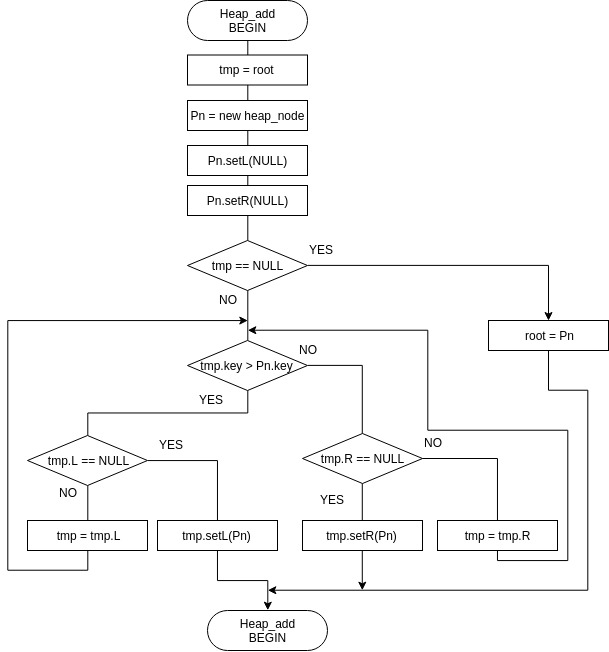 Heap_add
BEGIN
tmp = root
Pn = new heap_node
Pn.setL(NULL)
Pn.setR(NULL)
tmp == NULL
YES
NO
root = Pn
tmp.key > Pn.key
NO
YES
tmp.L == NULL
YES
NO
tmp.R == NULL
NO
YES
tmp = tmp.L
tmp.setL(Pn)
tmp.setR(Pn)
tmp = tmp.R
Heap_add
BEGIN